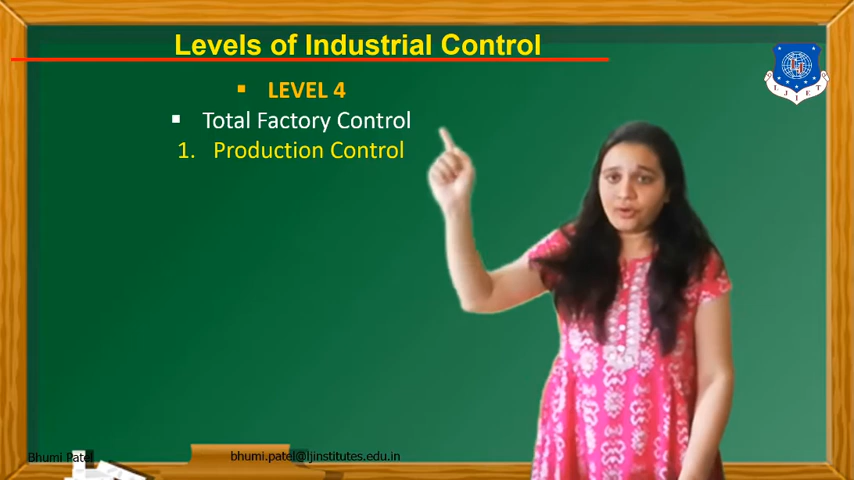 Levels of Industrial Control
▪ LEVEL 4
▪ Total Factory Control
1. Production Control
L J I E T
Bhumi Patel
bhumi.patel@ljinstitutes.edu.in